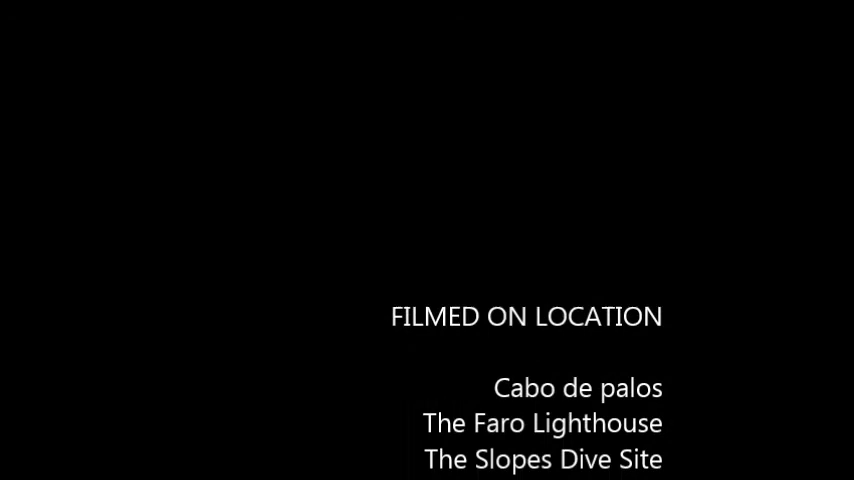 FILMED ON LOCATION
Cabo de palos
The Faro Lighthouse
The Slopes Dive Site